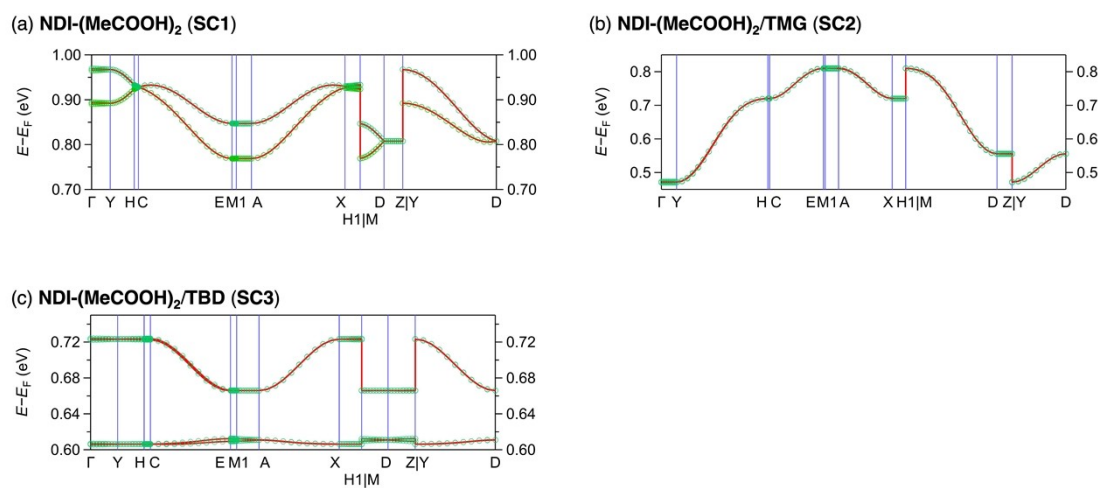 (a) NDI-(MeCOOH)2 (SC1)
1.00
0.90
0.80
0.70
E−EF (eV)
1.00
0.90
0.80
0.70
Γ Y H C E M1 A X D Z|Y D
H1|M
(b) NDI-(MeCOOH)2/TMG (SC2)
0.8
0.7
0.6
0.5
E−EF (eV)
0.8
0.7
0.6
0.5
Γ Y H C E M1 A X H1|M D Z|Y D
(c) NDI-(MeCOOH)2/TBD (SC3)
0.72
0.68
0.64
0.60
E−EF (eV)
0.72
0.68
0.64
0.60
Γ Y H C E M1 A X D Z|Y D
H1|M